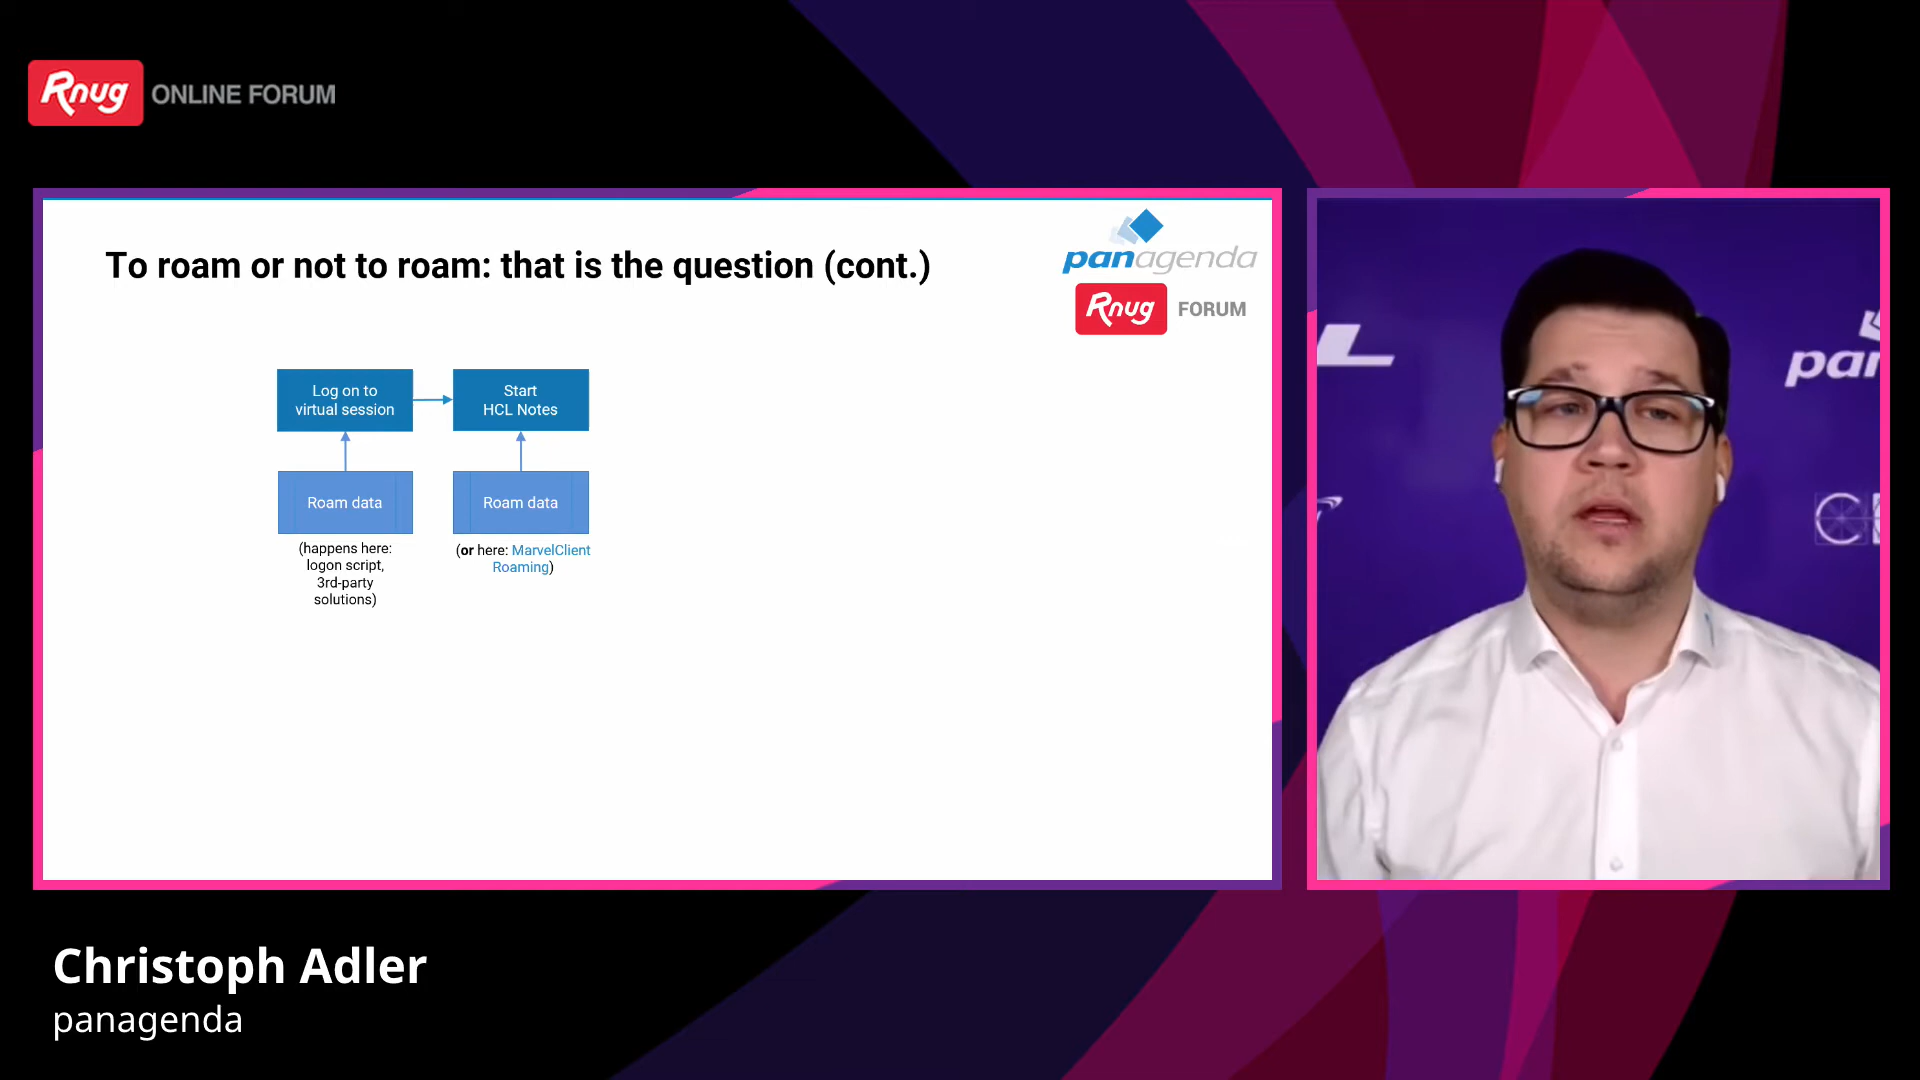 Rnug ONLINE FORUM
To roam or not to roam: that is the question (cont.)
panagenda
Rnug FORUM
Log on to
virtual session
Start
HCL Notes
Roam data
Roam data
(happens here:
logon script,
3rd-party
solutions)
(or here: MarvelClient
Roaming)
Christoph Adler
panagenda